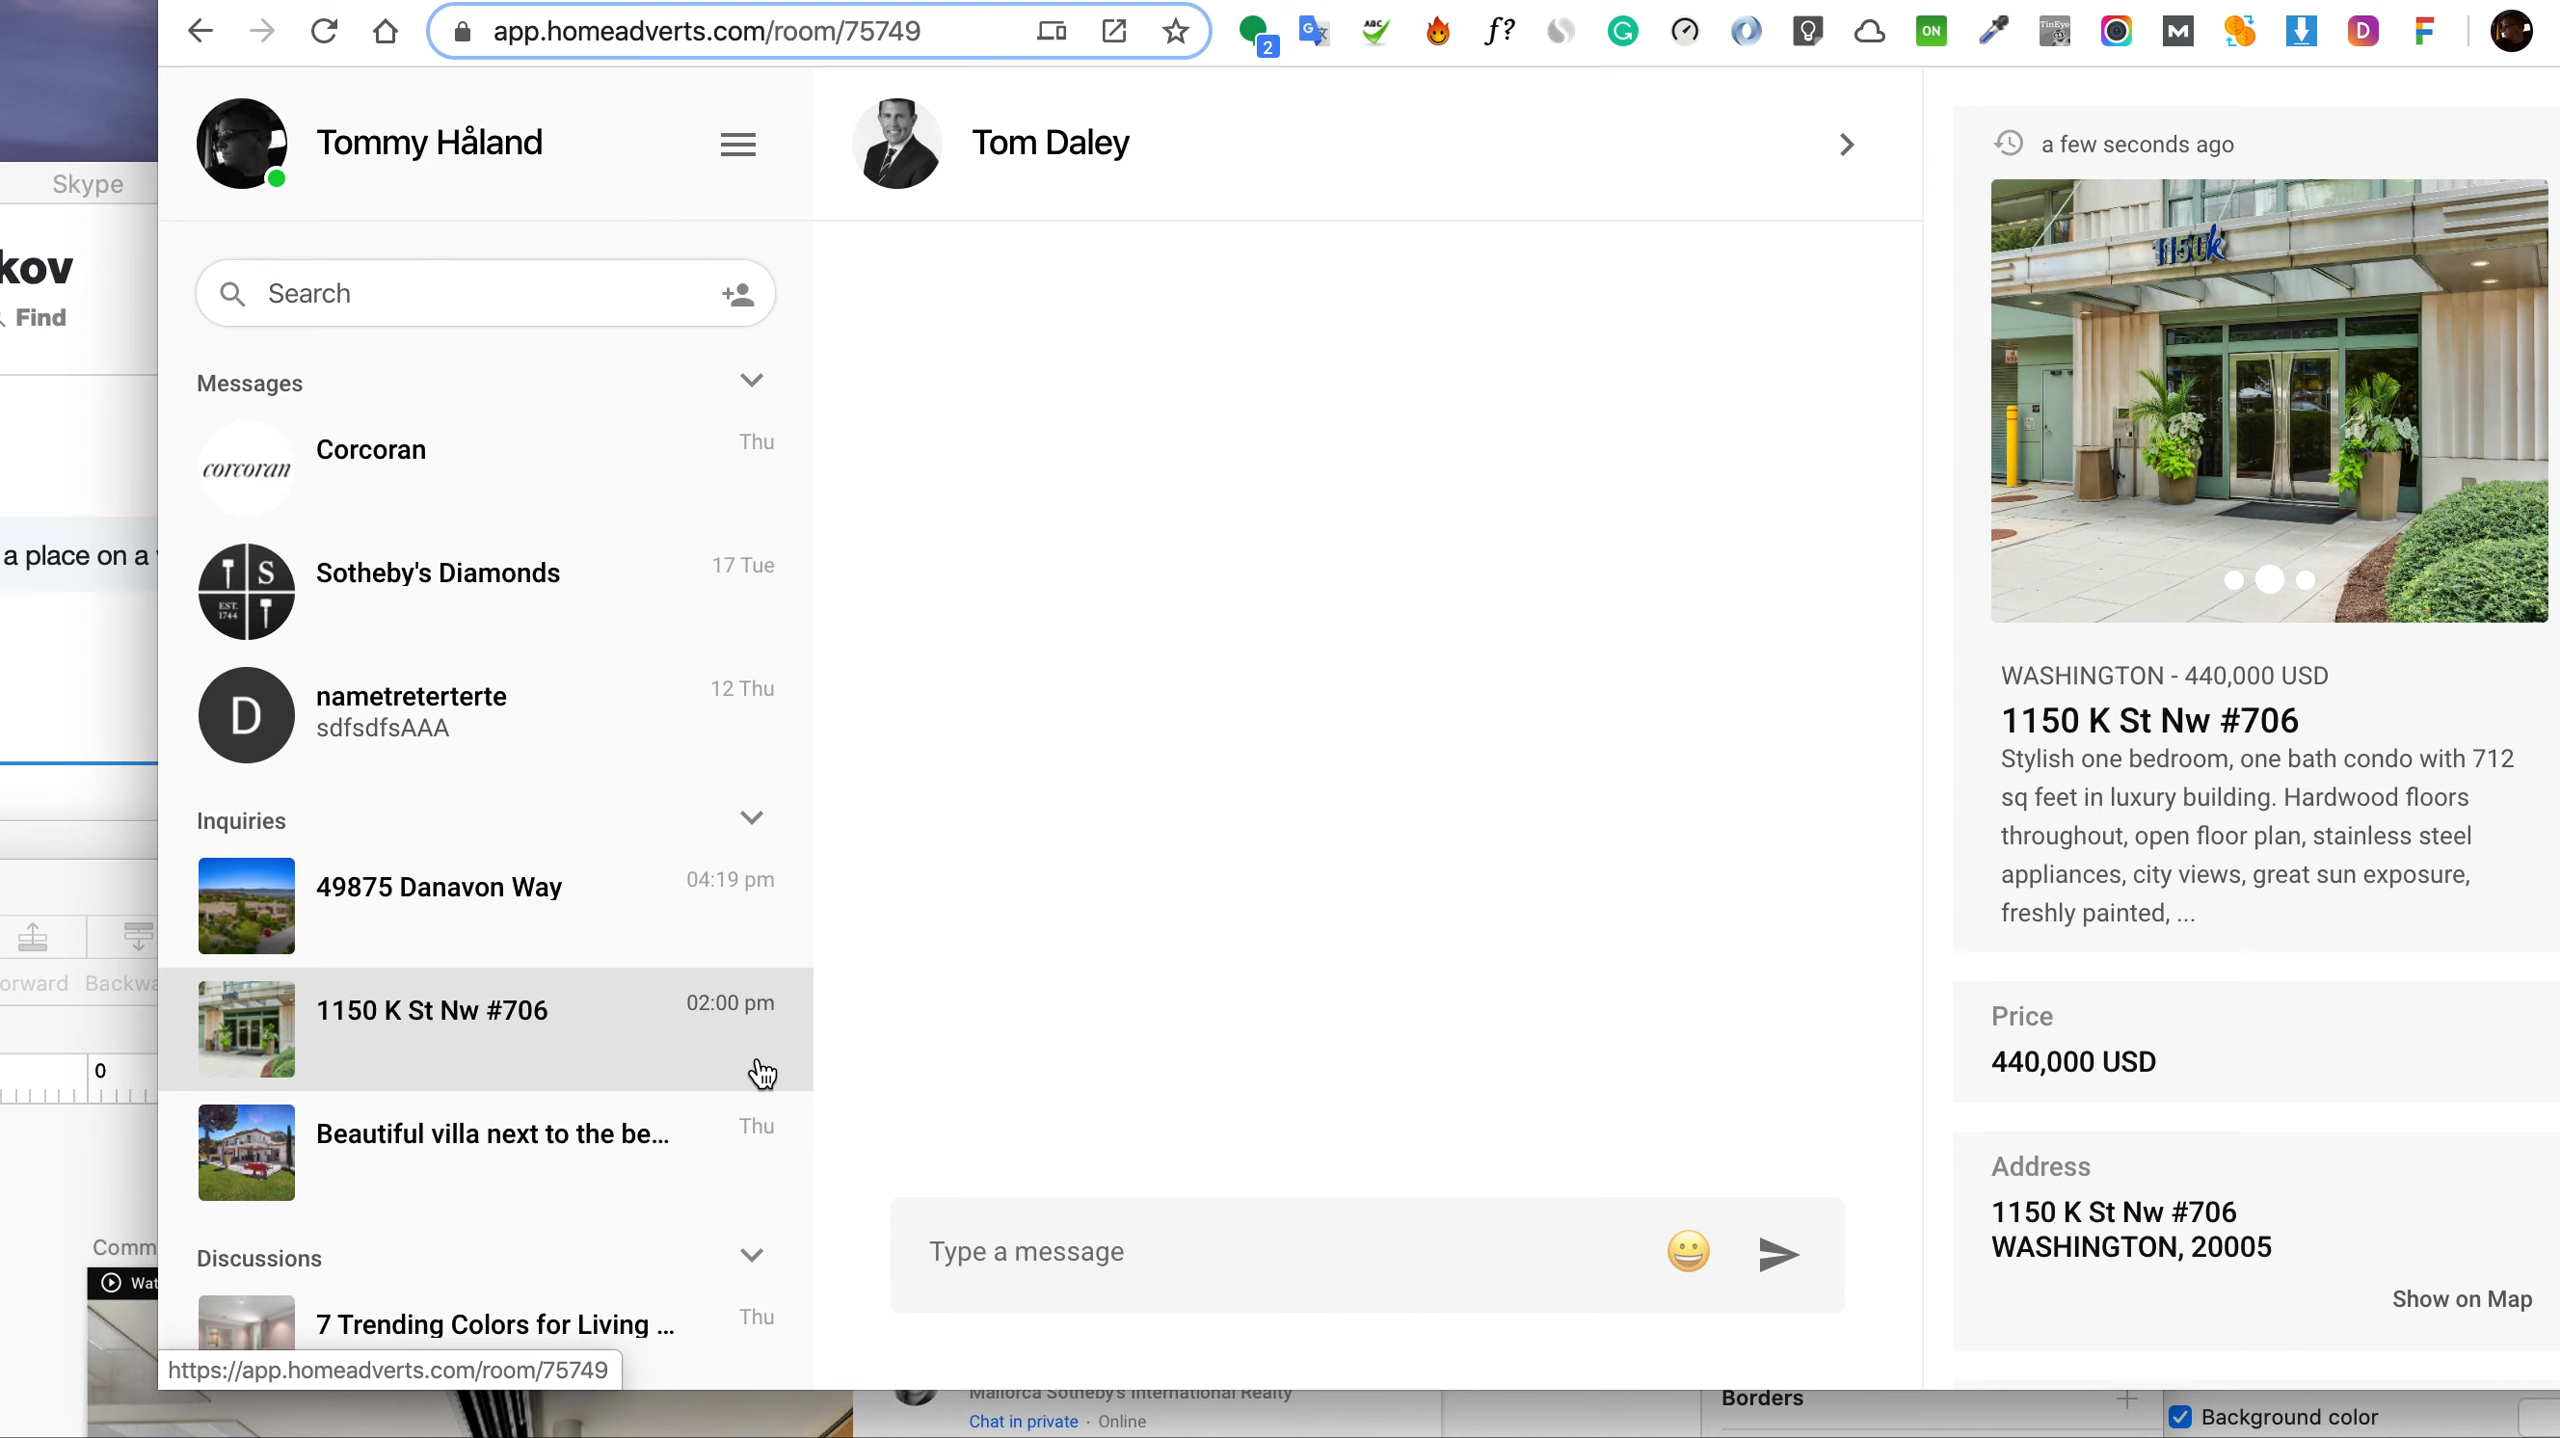 app.homeadverts.com/room/75749
2
ABC
f?
ON
TinEye
M
D
F
Skype
kov
Find
a place on a
orward Backwa
0
Comm
Wat
Tommy Håland
Search
Messages
corcoran
Corcoran
Thu
S
EST.
1744
Sotheby's Diamonds
17 Tue
D
nametreterterte
12 Thu
sdfsdfsAAA
Inquiries
49875 Danavon Way
04:19 pm
1150 K St Nw #706
02:00 pm
Beautiful villa next to the be...
Thu
Discussions
7 Trending Colors for Living ...
Thu
https://app.homeadverts.com/room/75749
Tom Daley
Type a message
a few seconds ago
1150k
WASHINGTON - 440,000 USD
1150 K St Nw #706
Stylish one bedroom, one bath condo with 712
sq feet in luxury building. Hardwood floors
throughout, open floor plan, stainless steel
appliances, city views, great sun exposure,
freshly painted, ...
Price
440,000 USD
Address
1150 K St Nw #706
WASHINGTON, 20005
Show on Map
Mallorca Sotheby's International Realty
Chat in private · Online
Borders
Background color